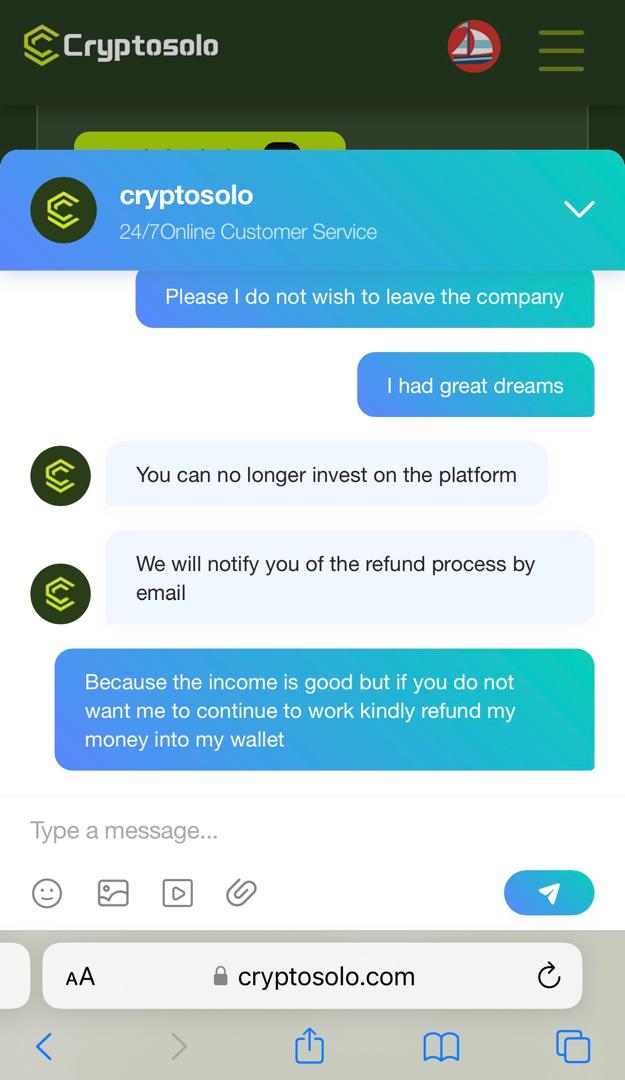 Cryptosolo
cryptosolo
24/7Online Customer Service
Please I do not wish to leave the company
I had great dreams
You can no longer invest on the platform
We will notify you of the refund process by
email
Because the income is good but if you do not
want me to continue to work kindly refund my
money into my wallet
Type a message...
AA
cryptosolo.com